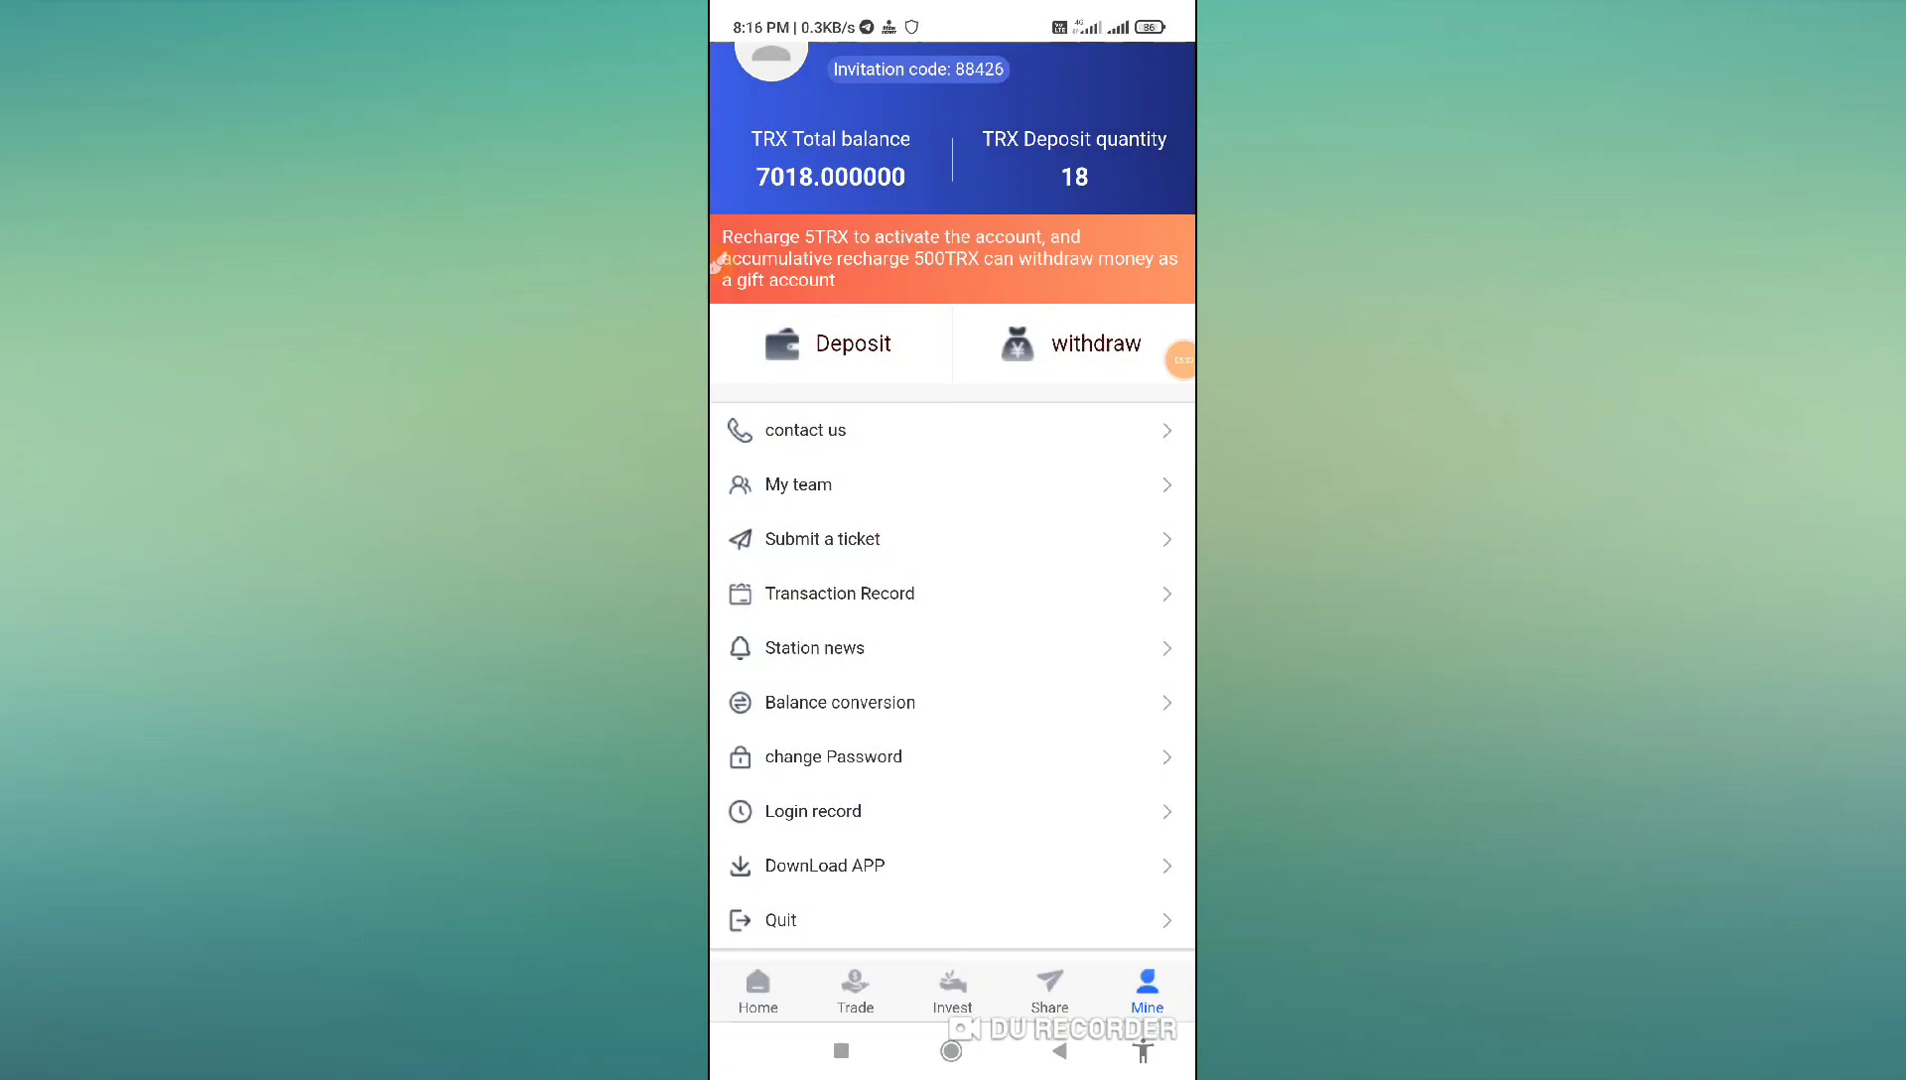 8:16 PM | 0.3KB/s
86
Invitation code: 88426
TRX Total balance
7018.000000
TRX Deposit quantity
18
Recharge 5TRX to activate the account, and
accumulative recharge 500TRX can withdraw money as
a gift account
Deposit
withdraw
contact us
My team
Submit a ticket
Transaction Record
Station news
Balance conversion
change Password
Login record
DownLoad APP
Quit
Home
Trade
Invest
Share
Mine
DU RECORDER